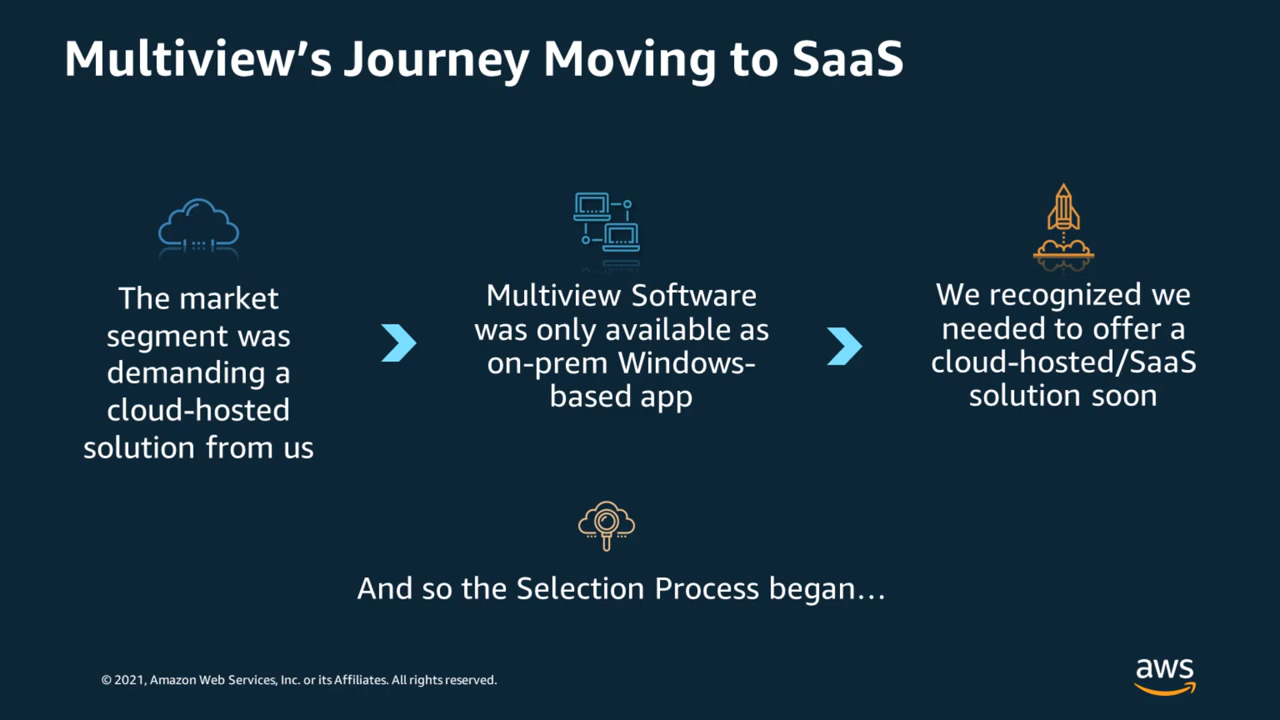 Multiview’s Journey Moving to SaaS
The market
segment was
demanding a
cloud-hosted
solution from us
Multiview Software
was only available as
on-prem Windows-
based app
We recognized we
needed to offer a
cloud-hosted/SaaS
solution soon
And so the Selection Process began…
© 2021, Amazon Web Services, Inc. or its Affiliates. All rights reserved.
aws